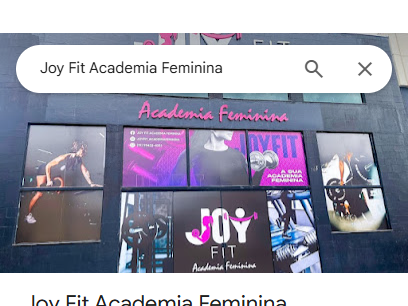 Joy Fit Academia Feminina
JOY
FIT
Academia Feminina
JOYFIT
A SUA
ACADEMIA
FEMININA
JOY
FIT
Academia Feminina
Joy Fit Academia Feminina